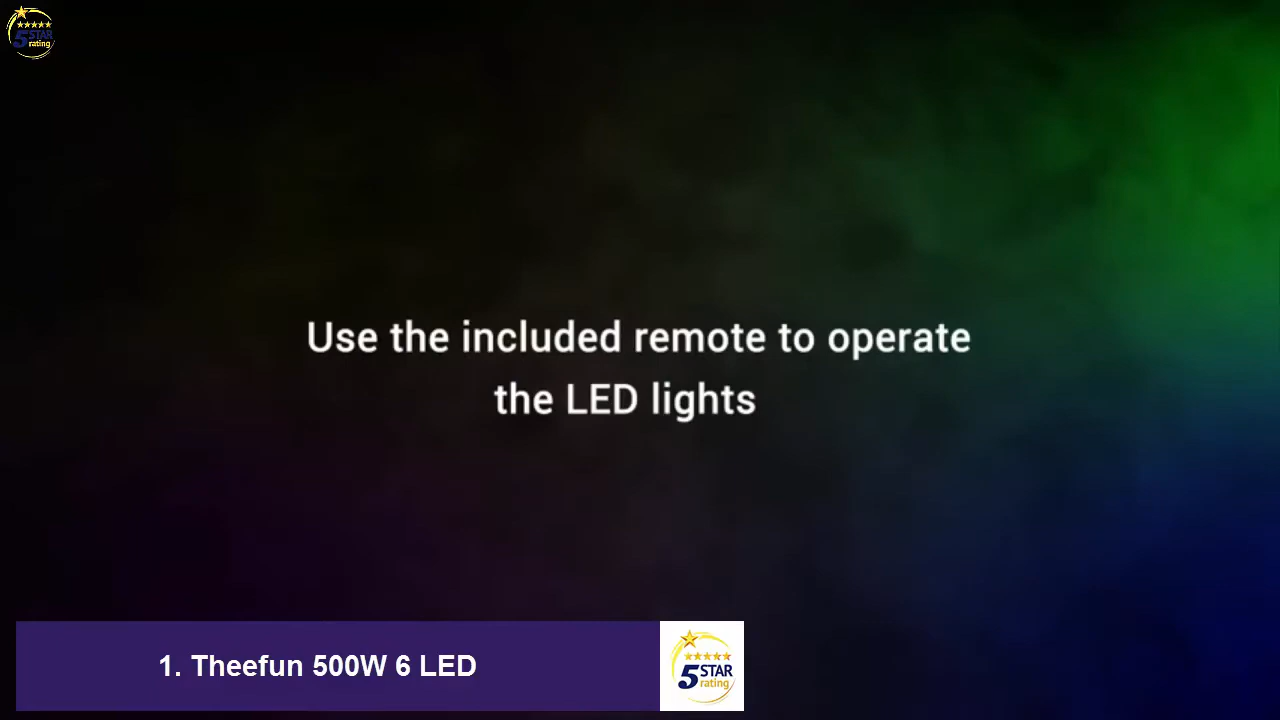 5 STAR
rating
Use the included remote to operate
the LED lights
1. Theefun 500W 6 LED
5 STAR
rating